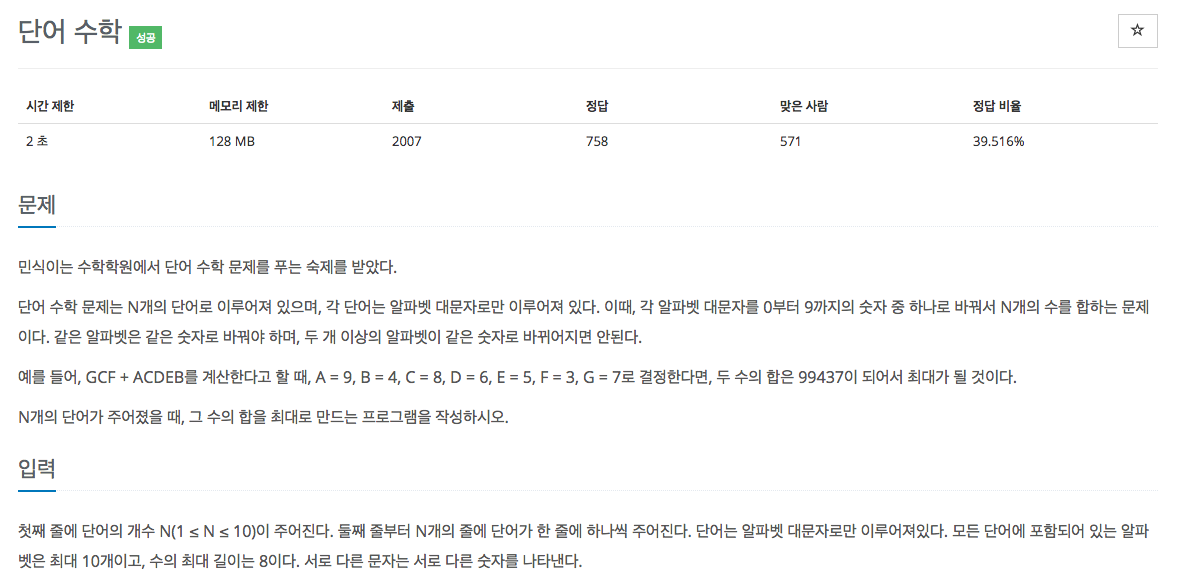 단어 수학 성공
☆
시간 제한 메모리 제한 제출 정답 맞은 사람 정답 비율
2 초 128 MB 2007 758 571 39.516%
문제
민식이는 수학학원에서 단어 수학 문제를 푸는 숙제를 받았다.
단어 수학 문제는 N개의 단어로 이루어져 있으며, 각 단어는 알파벳 대문자로만 이루어져 있다. 이때, 각 알파벳 대문자를 0부터 9까지의 숫자 중 하나로 바꿔서 N개의 수를 합하는 문제
이다. 같은 알파벳은 같은 숫자로 바꿔야 하며, 두 개 이상의 알파벳이 같은 숫자로 바뀌어지면 안된다.
예를 들어, GCF + ACDEB를 계산한다고 할 때, A = 9, B = 4, C = 8, D = 6, E = 5, F = 3, G = 7로 결정한다면, 두 수의 합은 99437이 되어서 최대가 될 것이다.
N개의 단어가 주어졌을 때, 그 수의 합을 최대로 만드는 프로그램을 작성하시오.
입력
첫째 줄에 단어의 개수 N(1 ≤ N ≤ 10)이 주어진다. 둘째 줄부터 N개의 줄에 단어가 한 줄에 하나씩 주어진다. 단어는 알파벳 대문자로만 이루어져있다. 모든 단어에 포함되어 있는 알파
벳은 최대 10개이고, 수의 최대 길이는 8이다. 서로 다른 문자는 서로 다른 숫자를 나타낸다.